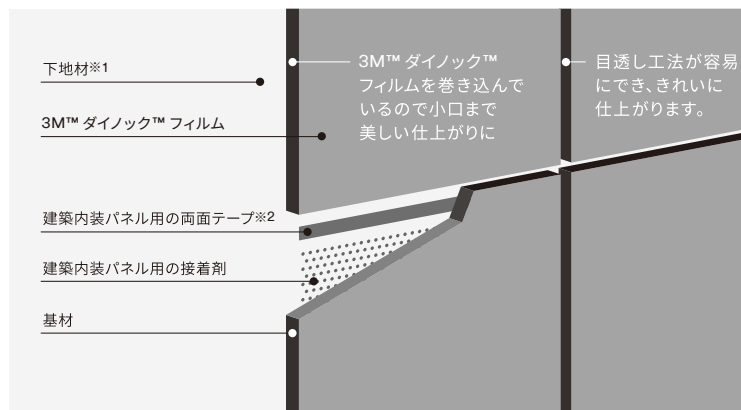 下地材※1
3M™ ダイノック™ フィルム
建築内装パネル用の両面テープ※2
建築内装パネル用の接着剤
基材
3M™ ダイノック™
フィルムを巻き込んで
いるので小口まで
美しい仕上がりに
目透し工法が容易
にでき、きれいに
仕上がります。